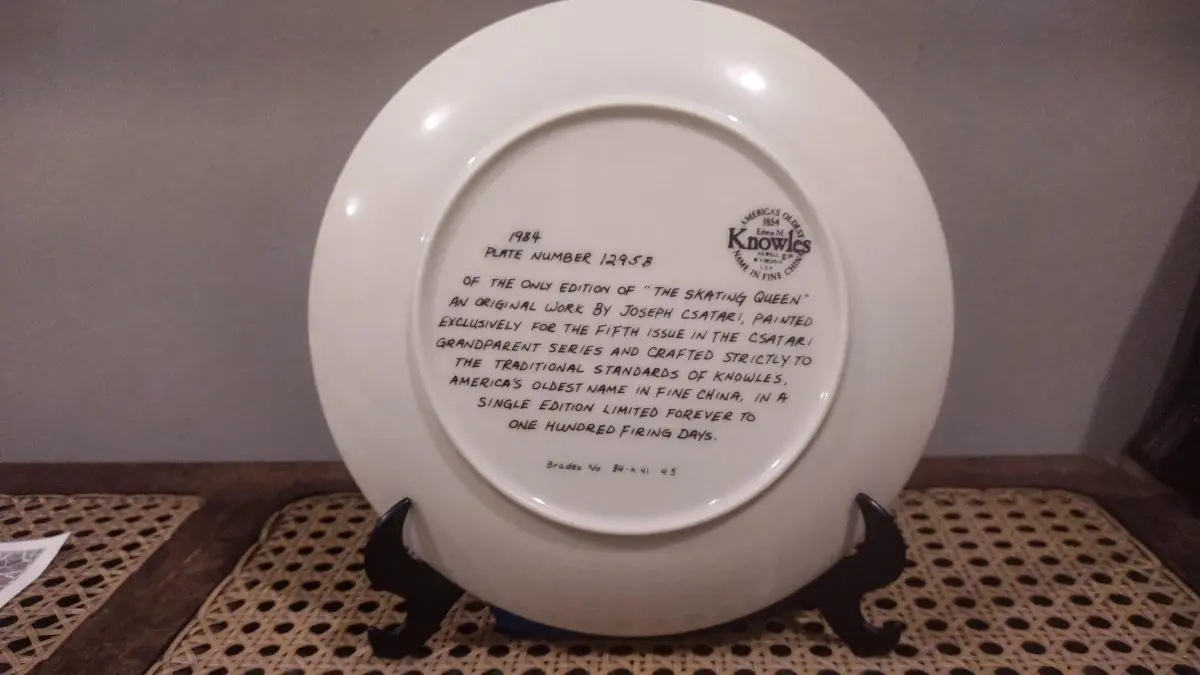 1984
PLATE NUMBER 12958
OF THE ONLY EDITION OF "THE SKATING QUEEN"
AN ORIGINAL WORK BY JOSEPH CSATARI, PAINTED
EXCLUSIVELY FOR THE FIFTH ISSUE IN THE CSATARI
GRANDPARENT SERIES AND CRAFTED STRICTLY TO
THE TRADITIONAL STANDARDS OF KNOWLES,
AMERICA'S OLDEST NAME IN FINE CHINA, IN A
SINGLE EDITION LIMITED FOREVER TO
ONE HUNDRED FIRING DAYS.
Bradex No 84-
AMERICA'S OLDEST
1854
Edwin M.
Knowles
U.S.A.
NAME IN FINE CHINA